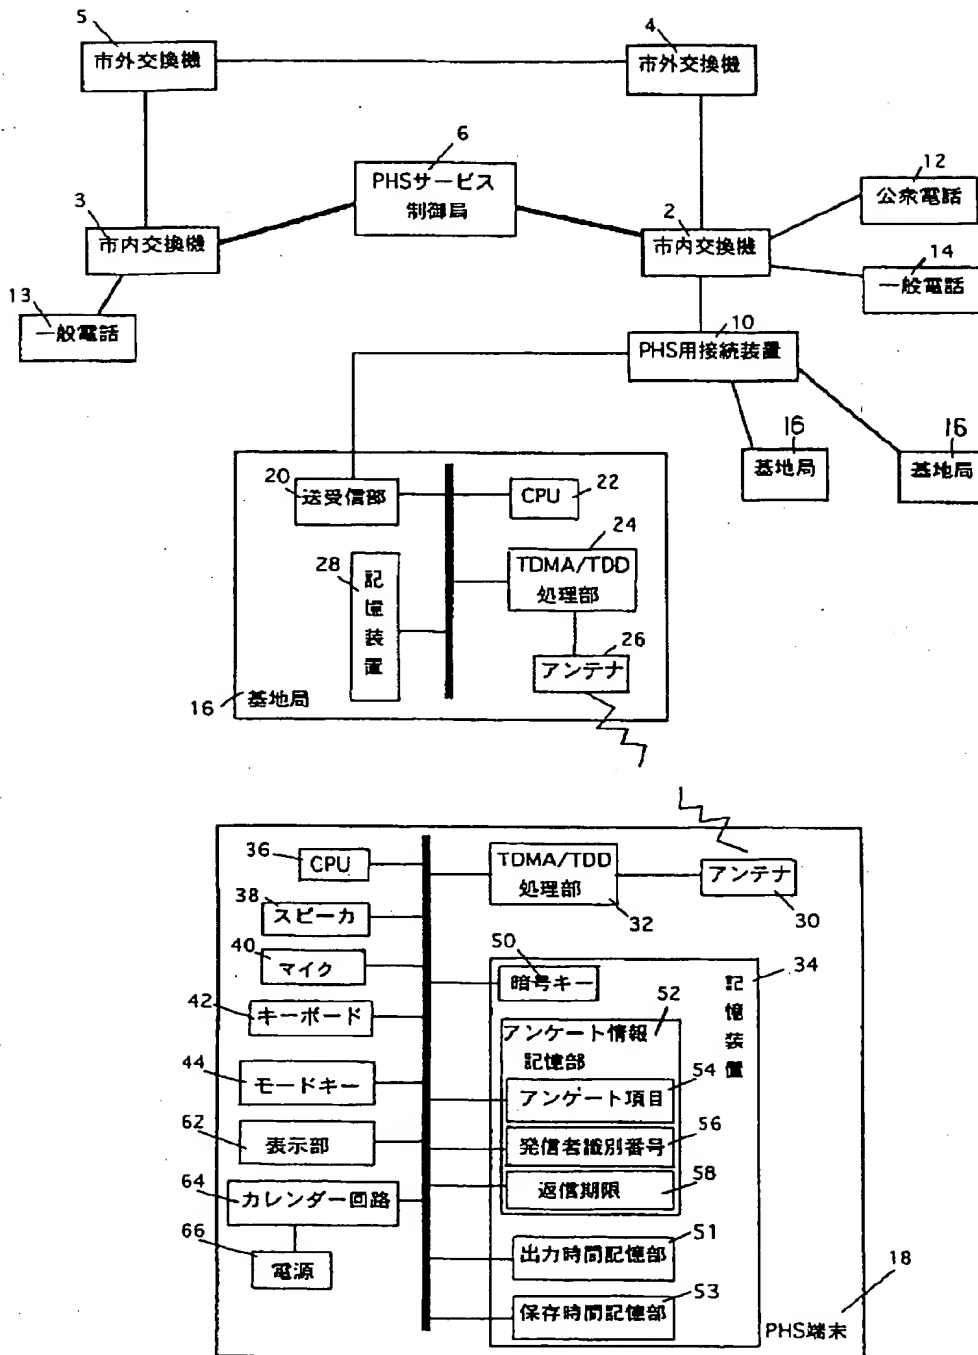 5
市外交換機
4
市外交換機
6
PHSサービス
制御局
12
公衆電話
3
市内交換機
2
市内交換機
14
一般電話
13
一般電話
10
PHS用接続装置
16
基地局
16
基地局
20
送受信部
22
CPU
24
TDMA/TDD
処理部
28
記憶装置
26
アンテナ
16
基地局
36
CPU
TDMA/TDD
処理部
32
アンテナ
30
38
スピーカ
40
マイク
50
暗号キー
34
記憶装置
42
キーボード
52
アンケート情報
記憶部
44
モードキー
54
アンケート項目
62
表示部
56
発信者識別番号
64
カレンダー回路
58
返信期限
66
電源
51
出力時間記憶部
53
保存時間記憶部
18
PHS端末